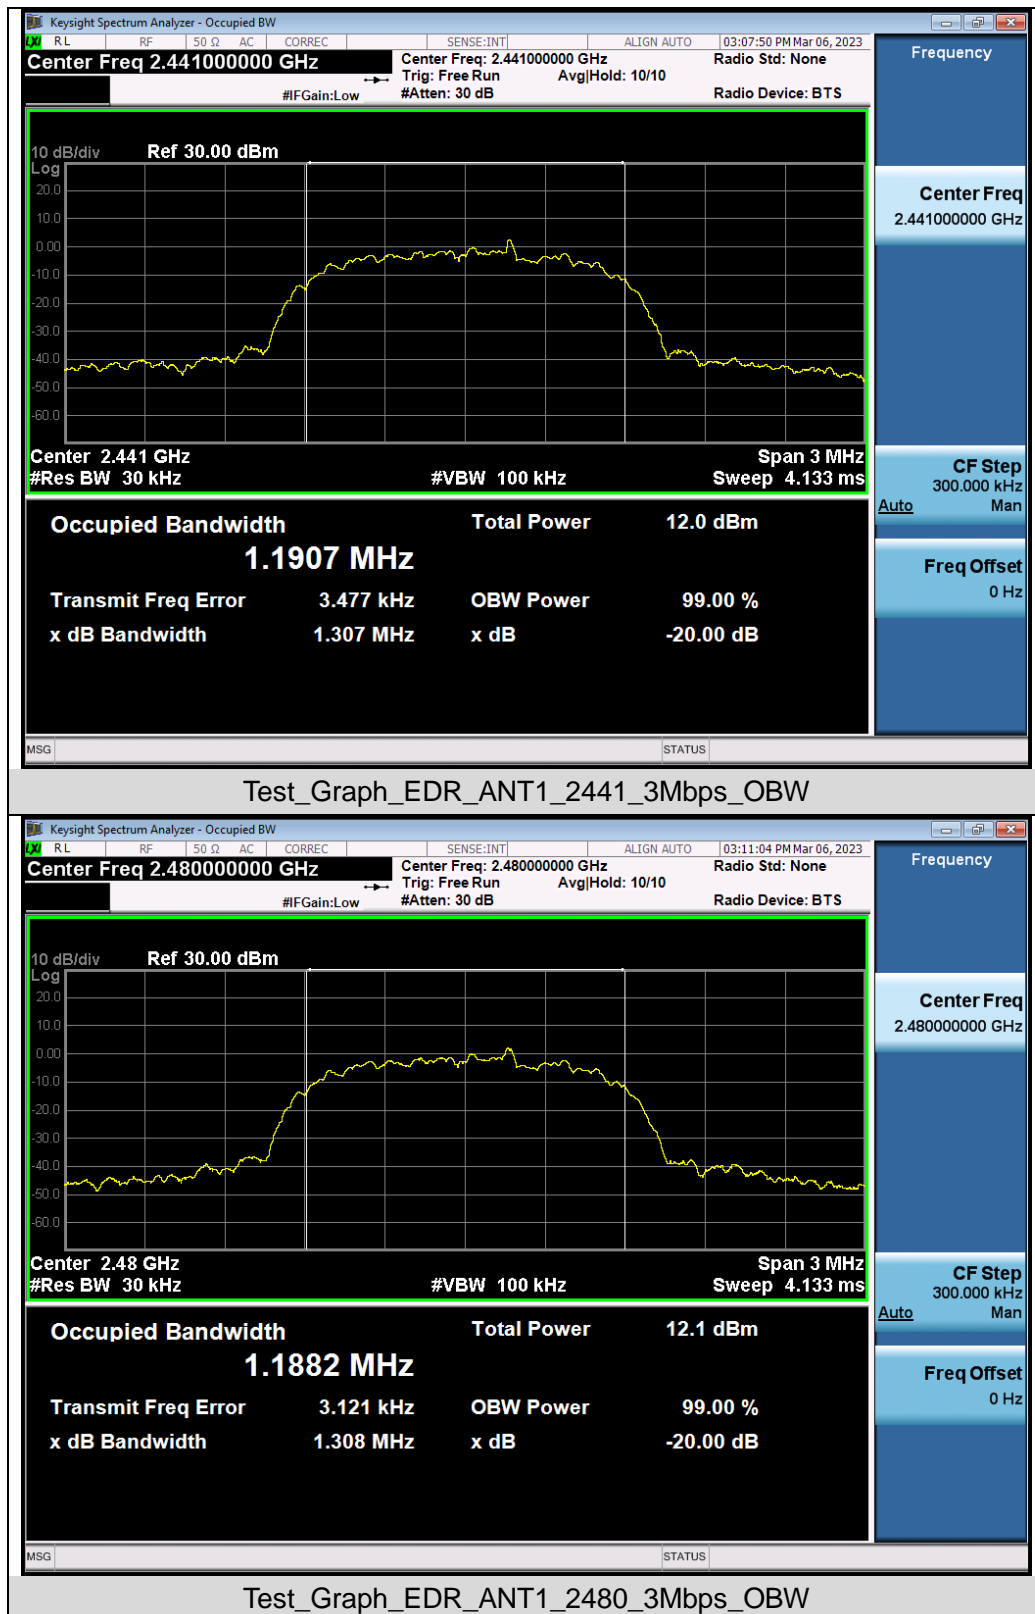 Keysight Spectrum Analyzer - Occupied BW
LXI RL RF 50 Ω AC CORREC SENSE:INT ALIGN AUTO 03:07:50 PM Mar 06, 2023
Center Freq 2.441000000 GHz
Center Freq: 2.441000000 GHz Radio Std: None
Trig: Free Run Avg|Hold: 10/10
#IFGain:Low #Atten: 30 dB Radio Device: BTS
Frequency
10 dB/div Ref 30.00 dBm
Log
20.0
10.0
0.00
-10.0
-20.0
-30.0
-40.0
-50.0
-60.0
Center 2.441 GHz Span 3 MHz
#Res BW 30 kHz #VBW 100 kHz Sweep 4.133 ms
Center Freq
2.441000000 GHz
CF Step
300.000 kHz
Auto Man
Freq Offset
0 Hz
Occupied Bandwidth Total Power 12.0 dBm
1.1907 MHz
Transmit Freq Error 3.477 kHz OBW Power 99.00 %
x dB Bandwidth 1.307 MHz x dB -20.00 dB
MSG STATUS
Test_Graph_EDR_ANT1_2441_3Mbps_OBW
Keysight Spectrum Analyzer - Occupied BW
LXI RL RF 50 Ω AC CORREC SENSE:INT ALIGN AUTO 03:11:04 PM Mar 06, 2023
Center Freq 2.480000000 GHz
Center Freq: 2.480000000 GHz Radio Std: None
Trig: Free Run Avg|Hold: 10/10
#IFGain:Low #Atten: 30 dB Radio Device: BTS
Frequency
10 dB/div Ref 30.00 dBm
Log
20.0
10.0
0.00
-10.0
-20.0
-30.0
-40.0
-50.0
-60.0
Center 2.48 GHz Span 3 MHz
#Res BW 30 kHz #VBW 100 kHz Sweep 4.133 ms
Center Freq
2.480000000 GHz
CF Step
300.000 kHz
Auto Man
Freq Offset
0 Hz
Occupied Bandwidth Total Power 12.1 dBm
1.1882 MHz
Transmit Freq Error 3.121 kHz OBW Power 99.00 %
x dB Bandwidth 1.308 MHz x dB -20.00 dB
MSG STATUS
Test_Graph_EDR_ANT1_2480_3Mbps_OBW